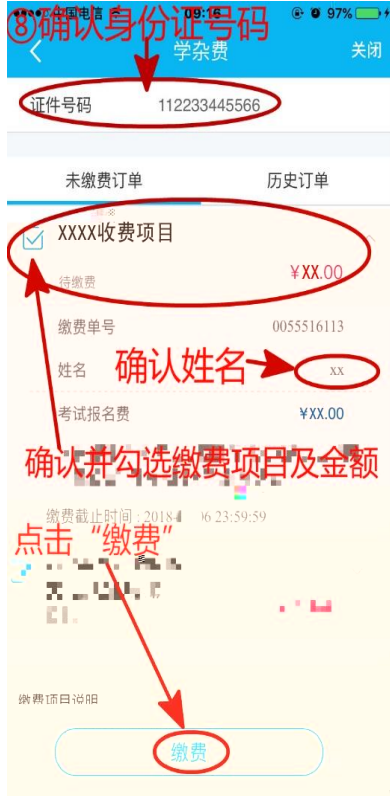 ⑧确认身份证号码
中国电信 09:16 97%
学杂费 关闭
证件号码 112233445566
未缴费订单 历史订单
XXXX收费项目
待缴费 ¥XX.00
缴费单号 0055516113
姓名 确认姓名 xx
考试报名费 ¥XX.00
确认并勾选缴费项目及金额
缴费截止时间 : 2018- 06 23:59:59
点击“缴费”
缴费项目说明
缴费